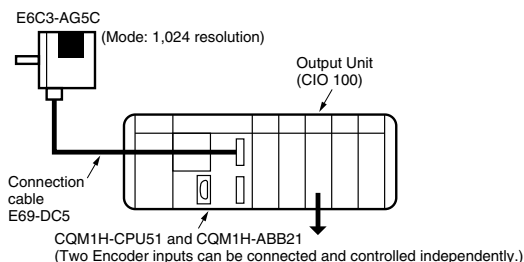 E6C3-AG5C
(Mode: 1,024 resolution)
Output Unit
(CIO 100)
Connection
cable
E69-DC5
CQM1H-CPU51 and CQM1H-ABB21
(Two Encoder inputs can be connected and controlled independently.)